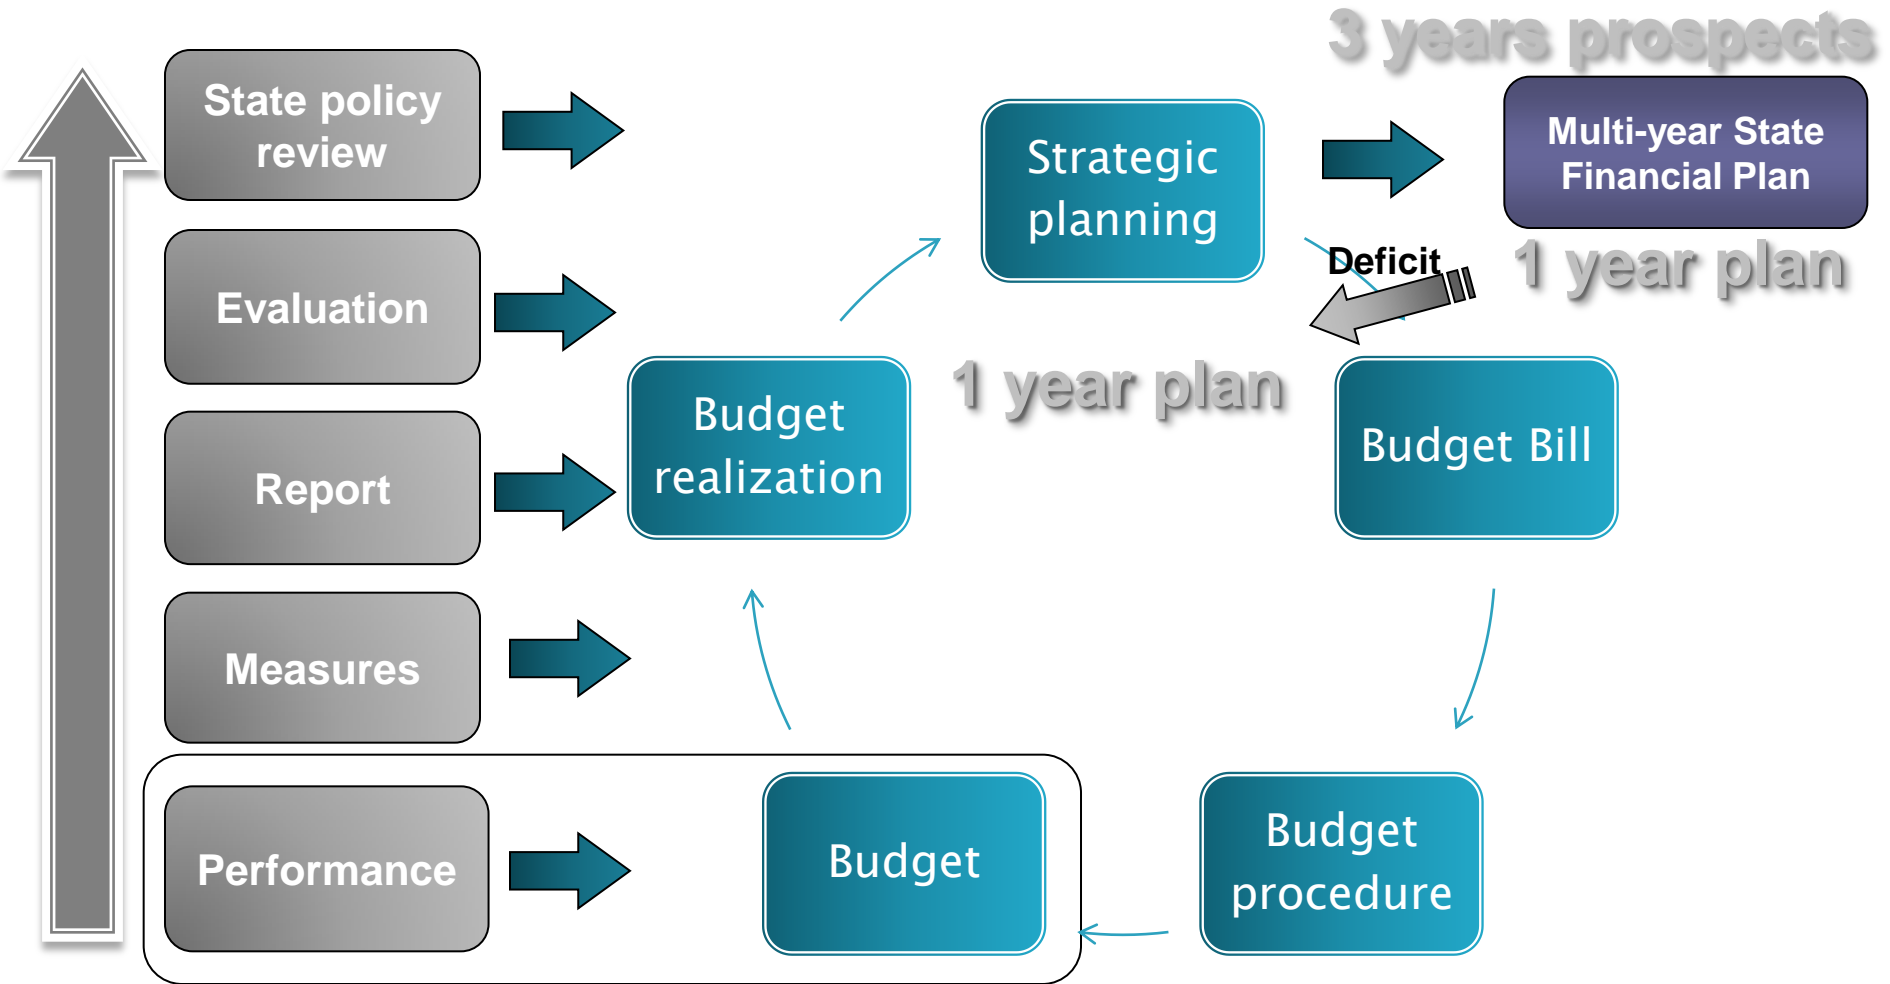 3 years prospects
State policy
review
Strategic
planning
Multi-year State
Financial Plan
Deficit
1 year plan
Evaluation
1 year plan
Budget
realization
Budget Bill
Report
Measures
Performance
Budget
Budget
procedure